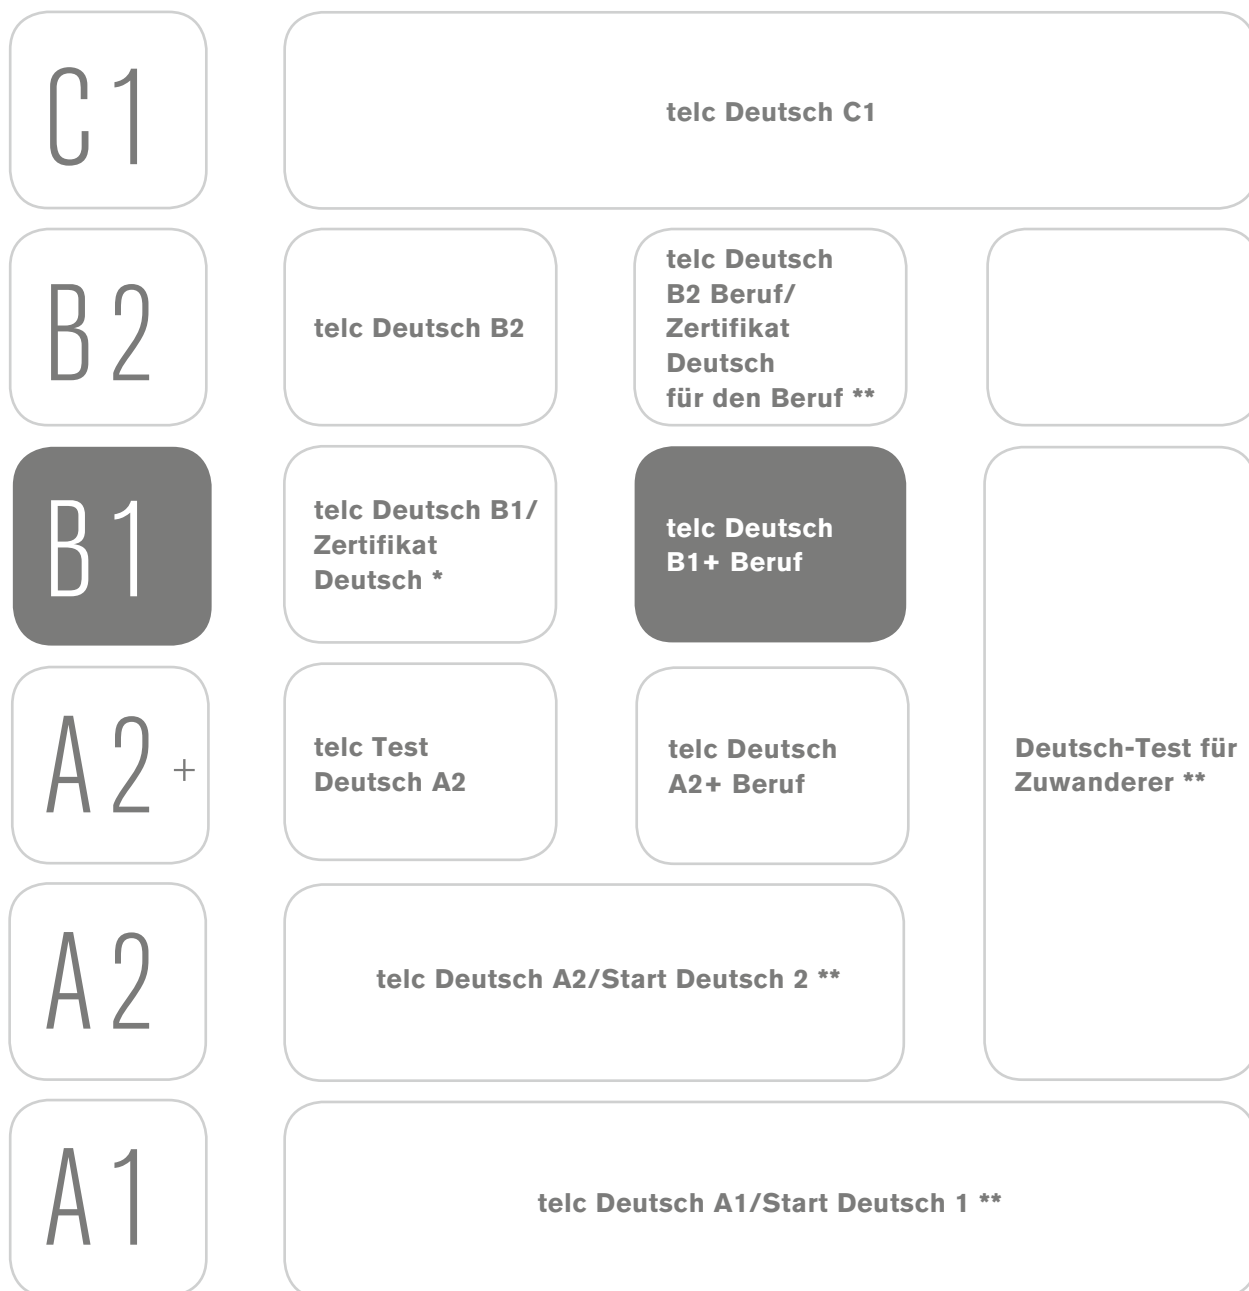 C1
telc Deutsch C1
B2
telc Deutsch B2
telc Deutsch
B2 Beruf/
Zertifikat
Deutsch
für den Beruf **
B1
telc Deutsch B1/
Zertifikat
Deutsch *
telc Deutsch
B1+ Beruf
A2+
telc Test
Deutsch A2
telc Deutsch
A2+ Beruf
Deutsch-Test für
Zuwanderer **
A2
telc Deutsch A2/Start Deutsch 2 **
A1
telc Deutsch A1/Start Deutsch 1 **